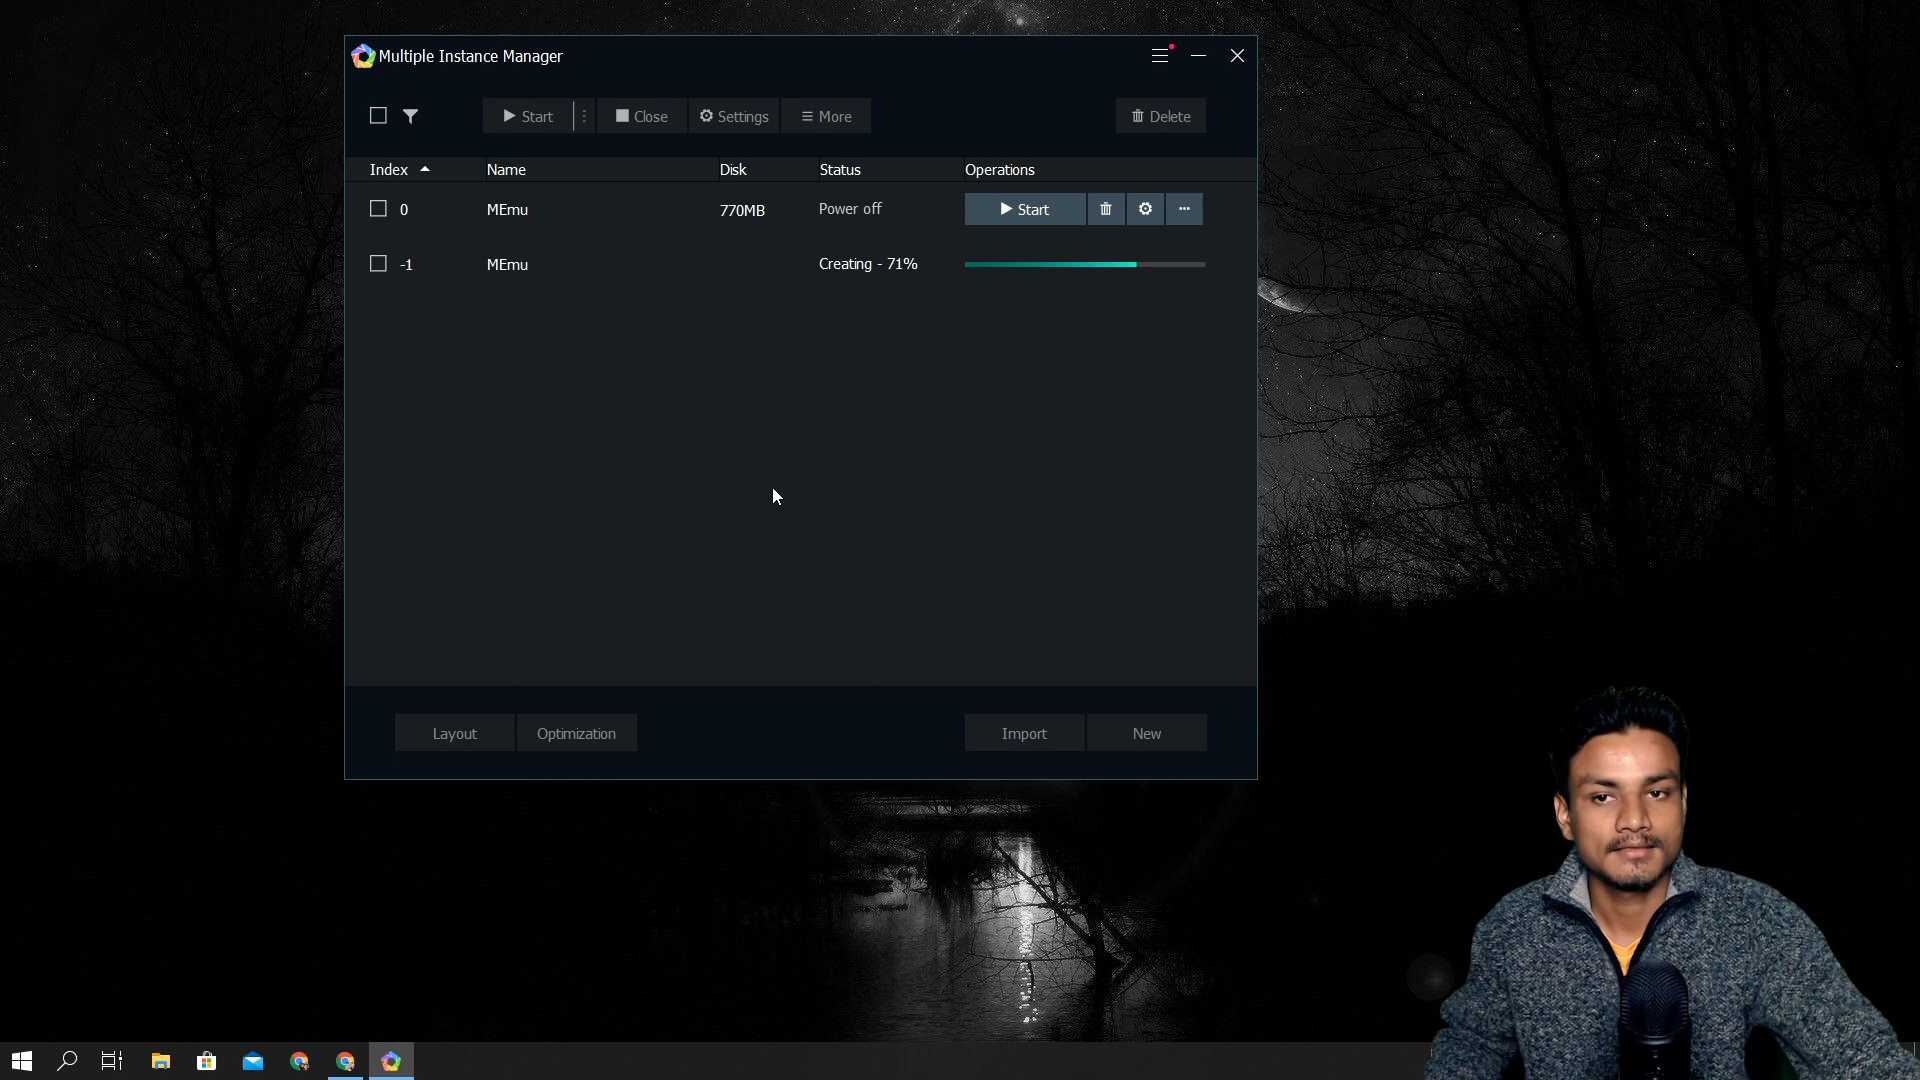 Multiple Instance Manager
Start Close Settings More Delete
Index Name Disk Status Operations
0 MEmu 770MB Power off Start
-1 MEmu Creating - 71%
Layout Optimization Import New